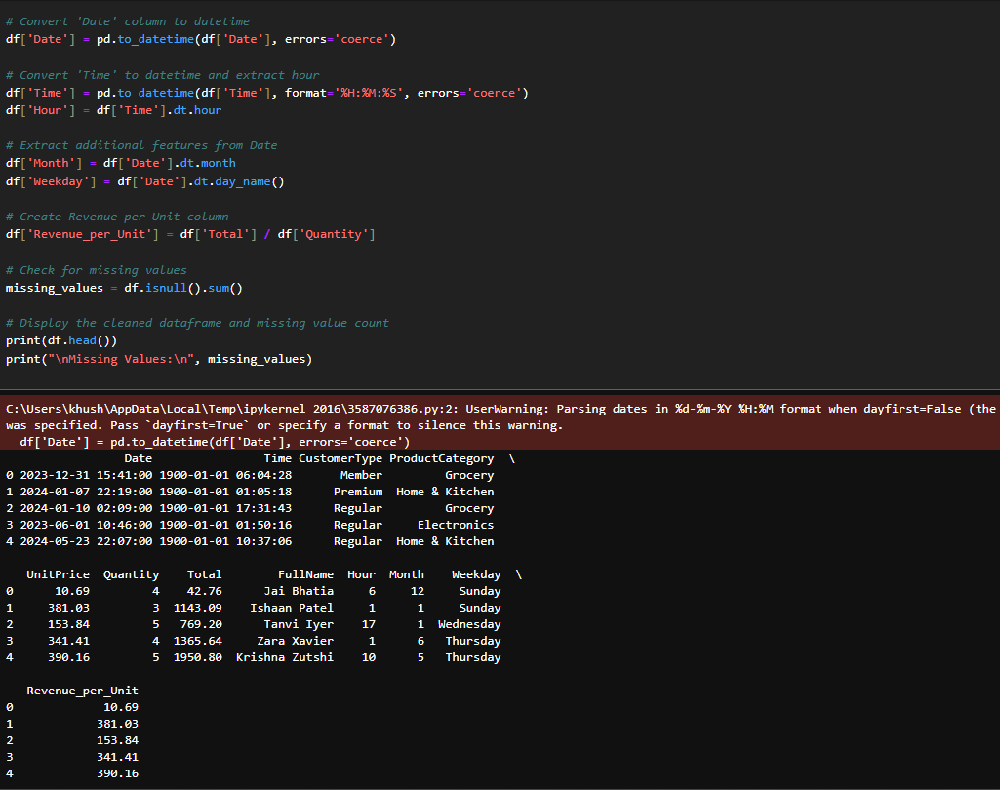 # Convert 'Date' column to datetime
df['Date'] = pd.to_datetime(df['Date'], errors='coerce')
# Convert 'Time' to datetime and extract hour
df['Time'] = pd.to_datetime(df['Time'], format='%H:%M:%S', errors='coerce')
df['Hour'] = df['Time'].dt.hour
# Extract additional features from Date
df['Month'] = df['Date'].dt.month
df['Weekday'] = df['Date'].dt.day_name()
# Create Revenue per Unit column
df['Revenue_per_Unit'] = df['Total'] / df['Quantity']
# Check for missing values
missing_values = df.isnull().sum()
# Display the cleaned dataframe and missing value count
print(df.head())
print("\nMissing Values:\n", missing_values)
C:\Users\khush\AppData\Local\Temp\ipykernel_2016\3587076386.py:2: UserWarning: Parsing dates in %d-%m-%Y %H:%M format when dayfirst=False (the
was specified. Pass `dayfirst=True` or specify a format to silence this warning.
  df['Date'] = pd.to_datetime(df['Date'], errors='coerce')
                 Date                Time CustomerType ProductCategory  \
0 2023-12-31 15:41:00 1900-01-01 06:04:28       Member         Grocery
1 2024-01-07 22:19:00 1900-01-01 01:05:18      Premium  Home & Kitchen
2 2024-01-10 02:09:00 1900-01-01 17:31:43      Regular         Grocery
3 2023-06-01 10:46:00 1900-01-01 01:50:16      Regular     Electronics
4 2024-05-23 22:07:00 1900-01-01 10:37:06      Regular  Home & Kitchen
   UnitPrice  Quantity    Total        FullName  Hour  Month    Weekday  \
0      10.69         4    42.76      Jai Bhatia     6     12     Sunday
1     381.03         3  1143.09    Ishaan Patel     1      1     Sunday
2     153.84         5   769.20      Tanvi Iyer    17      1  Wednesday
3     341.41         4  1365.64     Zara Xavier     1      6   Thursday
4     390.16         5  1950.80  Krishna Zutshi    10      5   Thursday
   Revenue_per_Unit
0             10.69
1            381.03
2            153.84
3            341.41
4            390.16